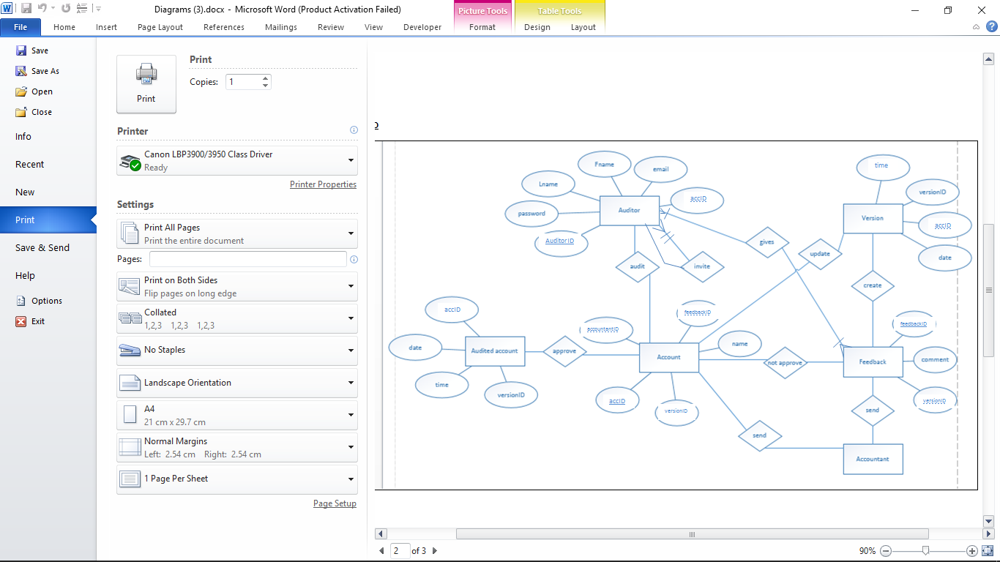 Diagrams (3).docx - Microsoft Word (Product Activation Failed)
Picture Tools
Table Tools
File
Home
Insert
Page Layout
References
Mailings
Review
View
Developer
Format
Design
Layout
Save
Save As
Open
Close
Info
Recent
New
Print
Save & Send
Help
Options
Exit
Print
Print
Copies: 1
Printer
Canon LBP3900/3950 Class Driver
Ready
Printer Properties
Settings
Print All Pages
Print the entire document
Pages:
Print on Both Sides
Flip pages on long edge
Collated
1,2,3 1,2,3 1,2,3
No Staples
Landscape Orientation
A4
21 cm x 29.7 cm
Normal Margins
Left: 2.54 cm Right: 2.54 cm
1 Page Per Sheet
Page Setup
Fname
email
Lname
accID
password
Auditor
AuditorID
time
versionID
Version
accID
date
gives
update
audit
invite
create
accID
date
Audited account
time
versionID
approve
accountantID
feedbackID
name
Account
accID
versionID
not approve
feedbackID
Feedback
comment
versionID
send
send
Accountant
2 of 3
90%